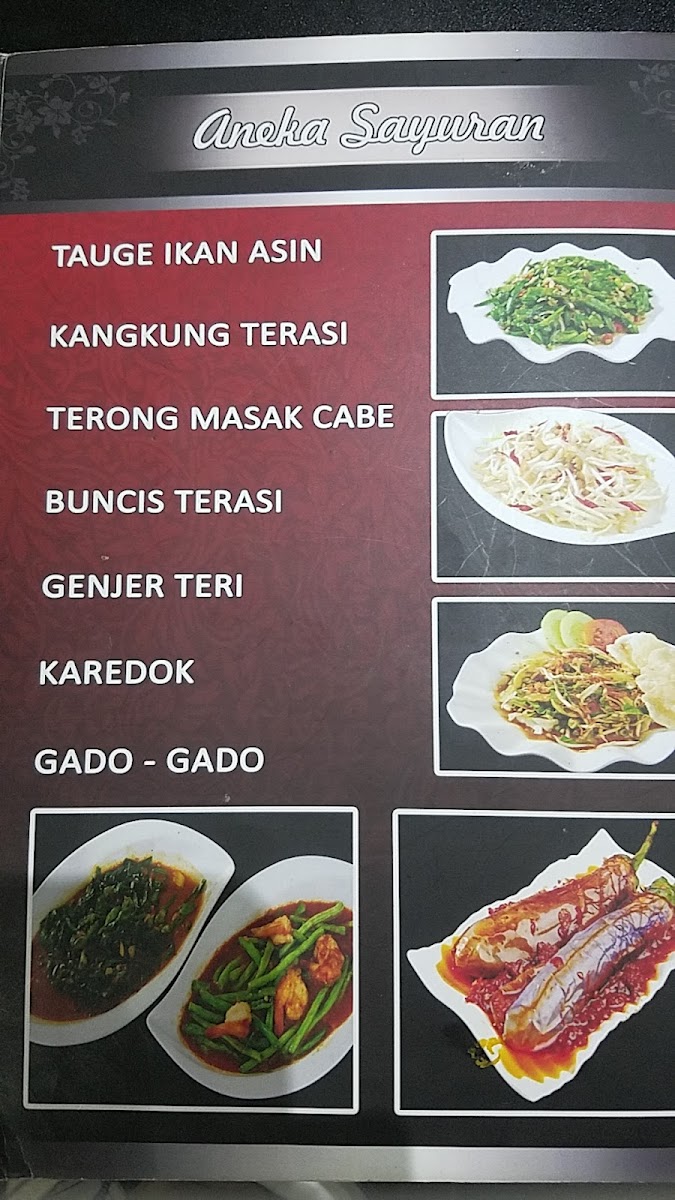 Aneka Sayuran
TAUGE IKAN ASIN
KANGKUNG TERASI
TERONG MASAK CABE
BUNCIS TERASI
GENJER TERI
KAREDOK
GADO - GADO